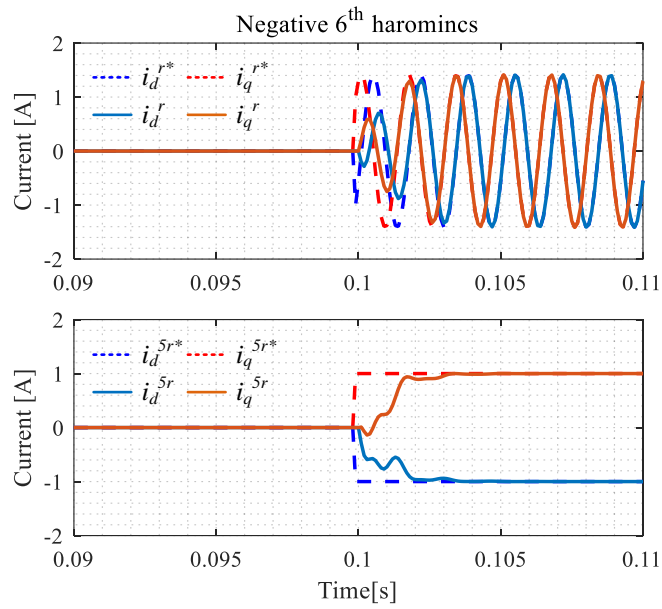 Negative 6th haromincs
2
1
0
-1
-2
Current [A]
i_d^{r*} i_q^{r*}
i_d^r i_q^r
0.09 0.095 0.1 0.105 0.11
2
1
0
-1
-2
Current [A]
i_d^{5r*} i_q^{5r*}
i_d^{5r} i_q^{5r}
0.09 0.095 0.1 0.105 0.11
Time[s]